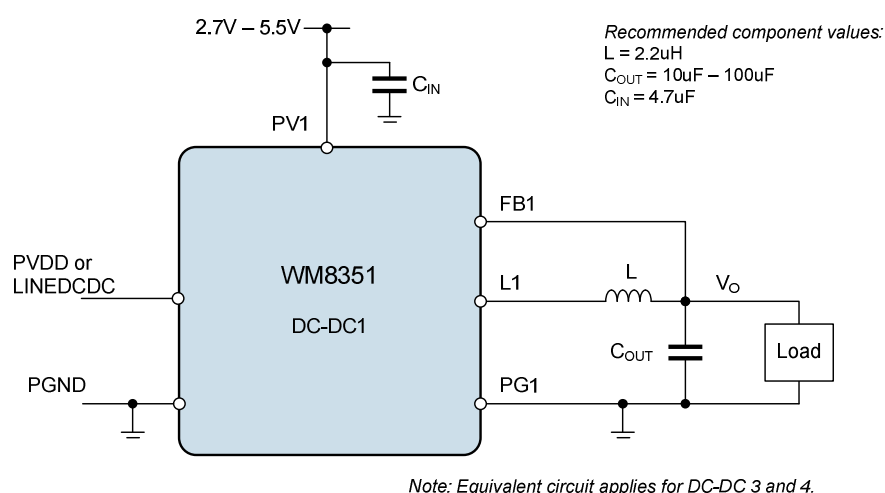 2.7V – 5.5V
Recommended component values:
L = 2.2uH
COUT = 10uF – 100uF
CIN = 4.7uF
CIN
PV1
FB1
PVDD or
LINEDCDC
WM8351
DC-DC1
L1
L
VO
COUT
Load
PGND
PG1
Note: Equivalent circuit applies for DC-DC 3 and 4.